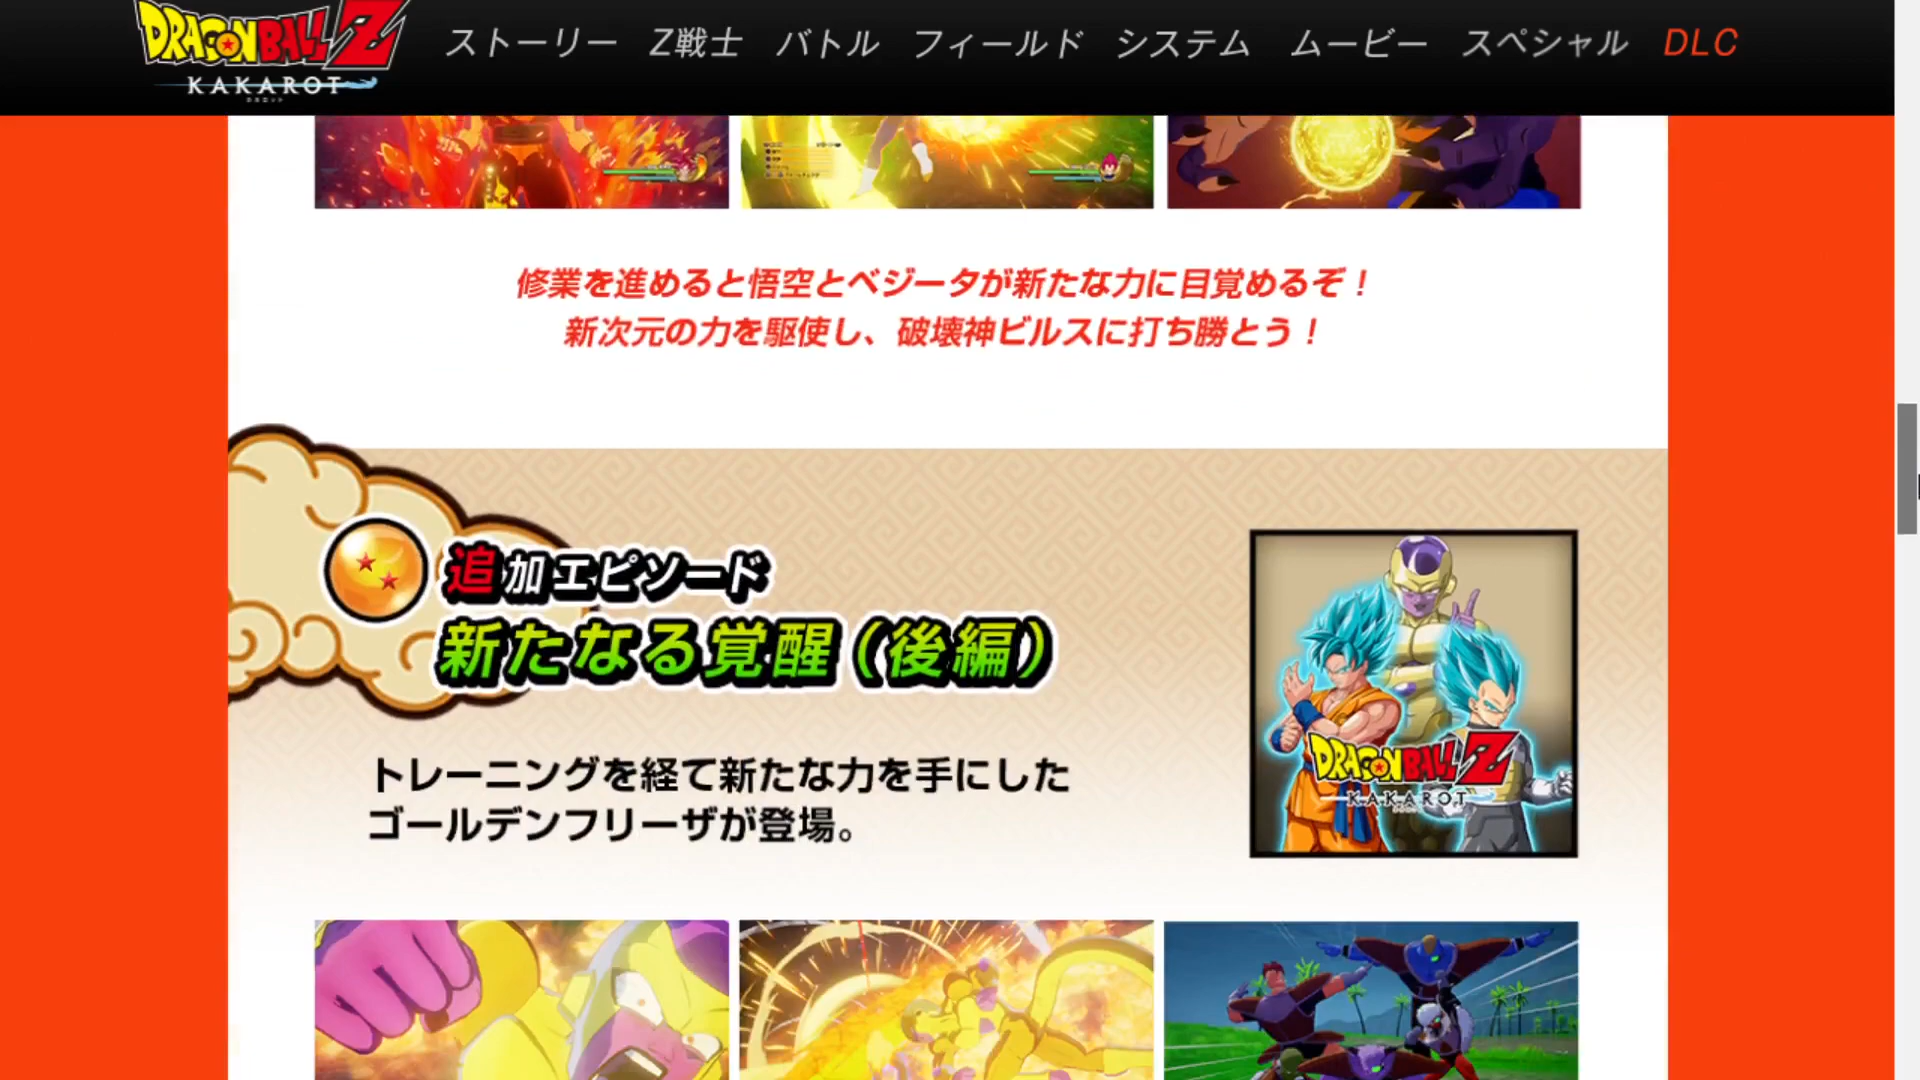 DRAGON BALL Z
KAKAROT
ストーリー Z戦士 バトル フィールド システム ムービー スペシャル DLC
修業を進めると悟空とベジータが新たな力に目覚めるぞ！
新次元の力を駆使し、破壊神ビルスに打ち勝とう！
追加エピソード
新たなる覚醒（後編）
トレーニングを経て新たな力を手にした
ゴールデンフリーザが登場。
DRAGON BALL Z
KAKAROT